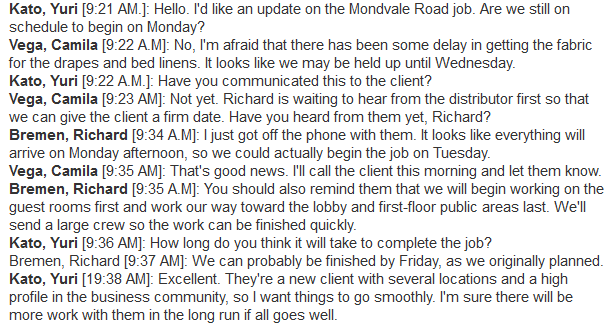 Kato, Yuri [9:21 AM.]: Hello. I'd like an update on the Mondvale Road job. Are we still on
schedule to begin on Monday?
Vega, Camila [9:22 A.M]: No, I'm afraid that there has been some delay in getting the fabric
for the drapes and bed linens. It looks like we may be held up until Wednesday.
Kato, Yuri [9:22 A.M.]: Have you communicated this to the client?
Vega, Camila [9:23 AM]: Not yet. Richard is waiting to hear from the distributor first so that
we can give the client a firm date. Have you heard from them yet, Richard?
Bremen, Richard [9:34 A.M]: I just got off the phone with them. It looks like everything will
arrive on Monday afternoon, so we could actually begin the job on Tuesday.
Vega, Camila [9:35 AM]: That's good news. I'll call the client this morning and let them know.
Bremen, Richard [9:35 A.M]: You should also remind them that we will begin working on the
guest rooms first and work our way toward the lobby and first-floor public areas last. We'll
send a large crew so the work can be finished quickly.
Kato, Yuri [9:36 AM]: How long do you think it will take to complete the job?
Bremen, Richard [9:37 AM]: We can probably be finished by Friday, as we originally planned.
Kato, Yuri [19:38 AM]: Excellent. They're a new client with several locations and a high
profile in the business community, so I want things to go smoothly. I'm sure there will be
more work with them in the long run if all goes well.